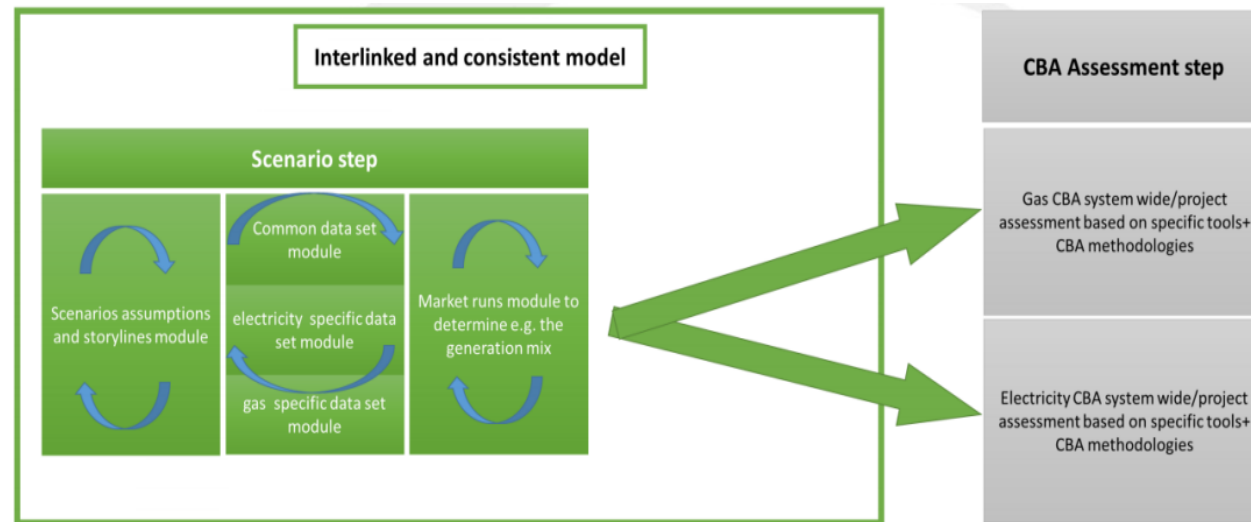 Interlinked and consistent model
CBA Assessment step
Scenario step
Scenarios assumptions
and storylines module
Common data set
module
electricity specific data
set module
gas specific data set
module
Market runs module to
determine e.g. the
generation mix
Gas CBA system wide/project
assessment based on specific tools+
CBA methodologies
Electricity CBA system wide/project
assessment based on specific tools+
CBA methodologies